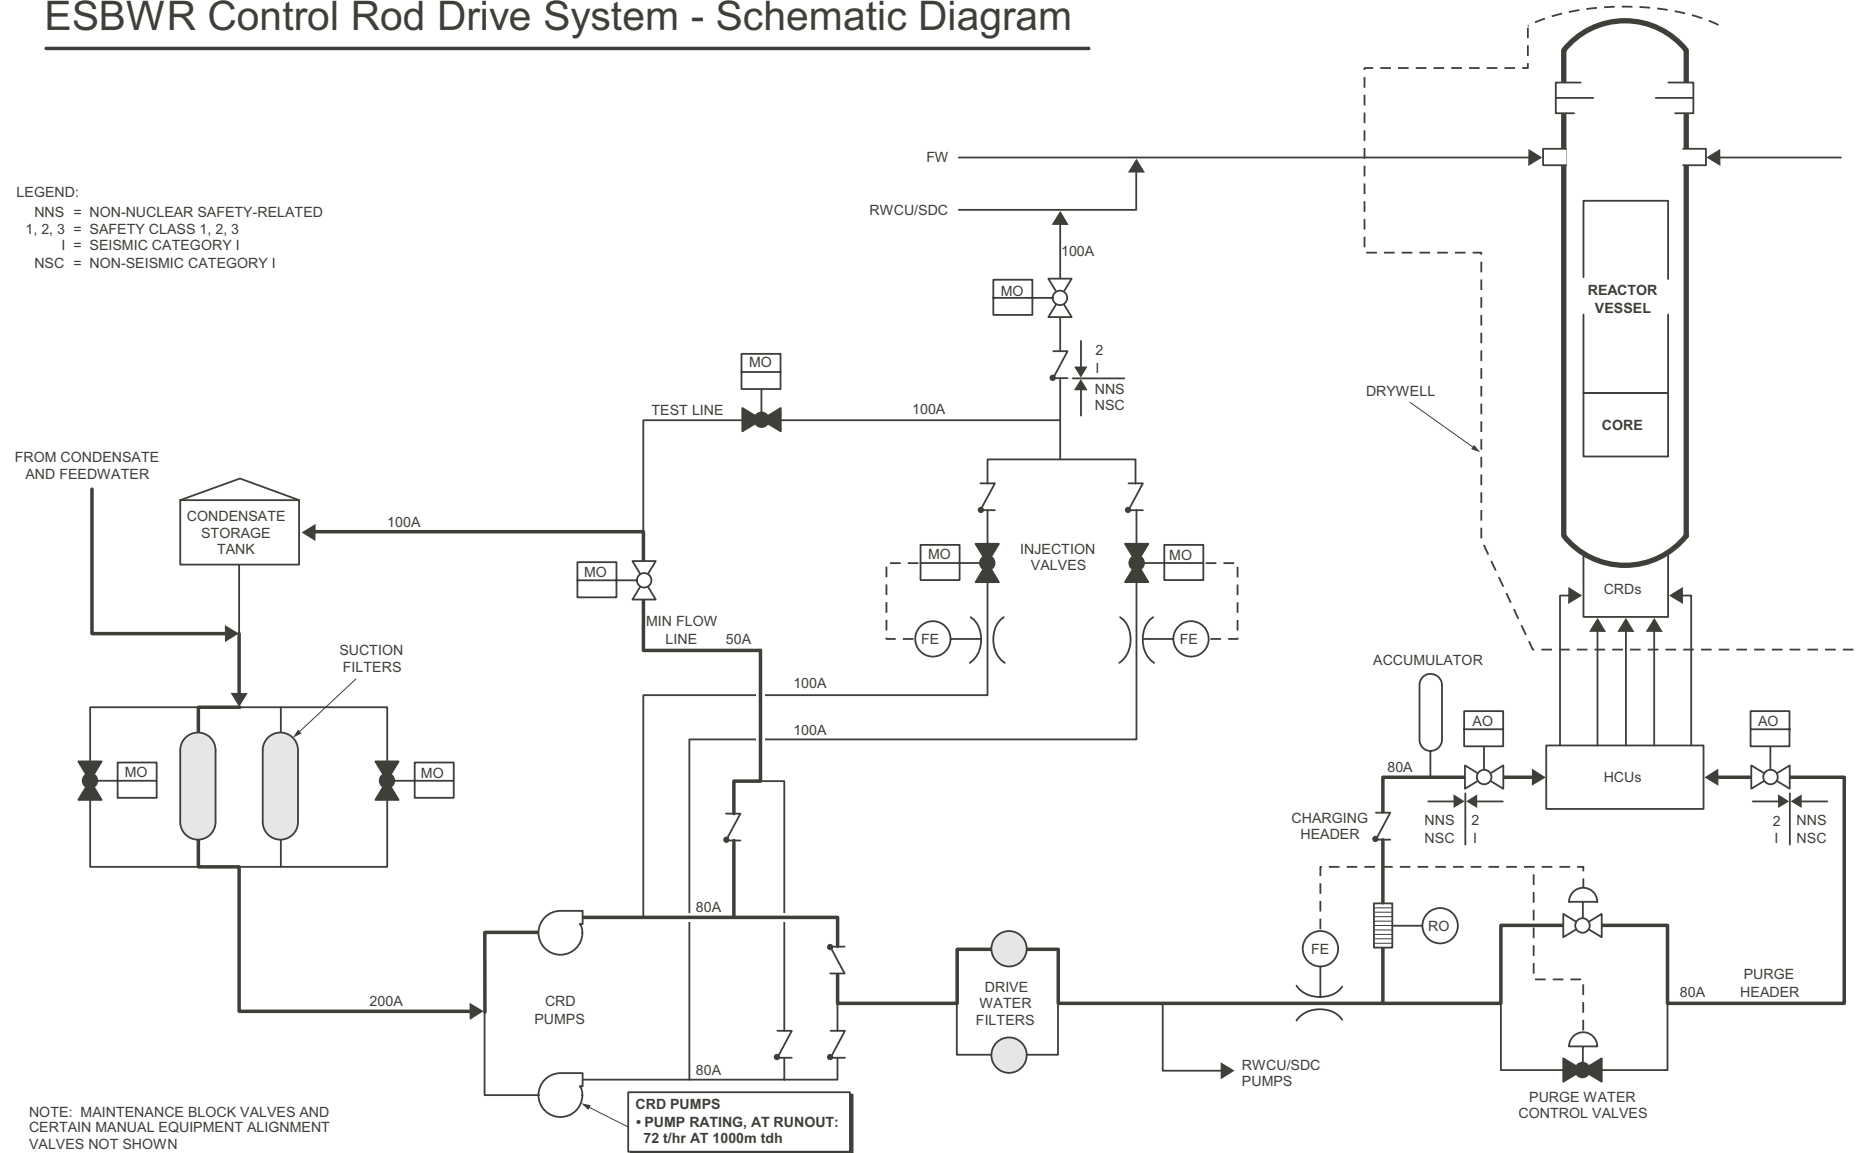 ESBWR Control Rod Drive System - Schematic Diagram
LEGEND:
NNS = NON-NUCLEAR SAFETY-RELATED
1, 2, 3 = SAFETY CLASS 1, 2, 3
I = SEISMIC CATEGORY I
NSC = NON-SEISMIC CATEGORY I
FW
RWCU/SDC
100A
MO
2
I
NNS
NSC
REACTOR
VESSEL
CORE
DRYWELL
MO
TEST LINE
100A
FROM CONDENSATE
AND FEEDWATER
CONDENSATE
STORAGE
TANK
100A
MO
MIN FLOW
LINE
50A
MO
INJECTION
VALVES
MO
FE
FE
100A
100A
CRDs
SUCTION
FILTERS
MO
MO
ACCUMULATOR
AO
AO
80A
HCUs
CHARGING
HEADER
NNS
NSC
2
I
2
I
NNS
NSC
80A
CRD
PUMPS
200A
80A
DRIVE
WATER
FILTERS
FE
RO
80A
PURGE
HEADER
RWCU/SDC
PUMPS
PURGE WATER
CONTROL VALVES
CRD PUMPS
• PUMP RATING, AT RUNOUT:
72 t/hr AT 1000m tdh
NOTE: MAINTENANCE BLOCK VALVES AND
CERTAIN MANUAL EQUIPMENT ALIGNMENT
VALVES NOT SHOWN